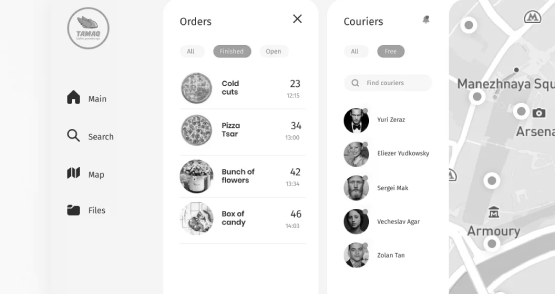 TAMAQ
Main
Search
Map
Files
Orders
All
Finished
Open
Cold
cuts
23
12:15
Pizza
Tsar
34
13:00
Bunch of
flowers
42
13:34
Box of
candy
46
14:03
Couriers
All
Free
Find couriers
Yuri Zeraz
Eliezer Yudkowsky
Sergei Mak
Vecheslav Agar
Zolan Tan
Manezhnaya Squ
Arsena
Armoury